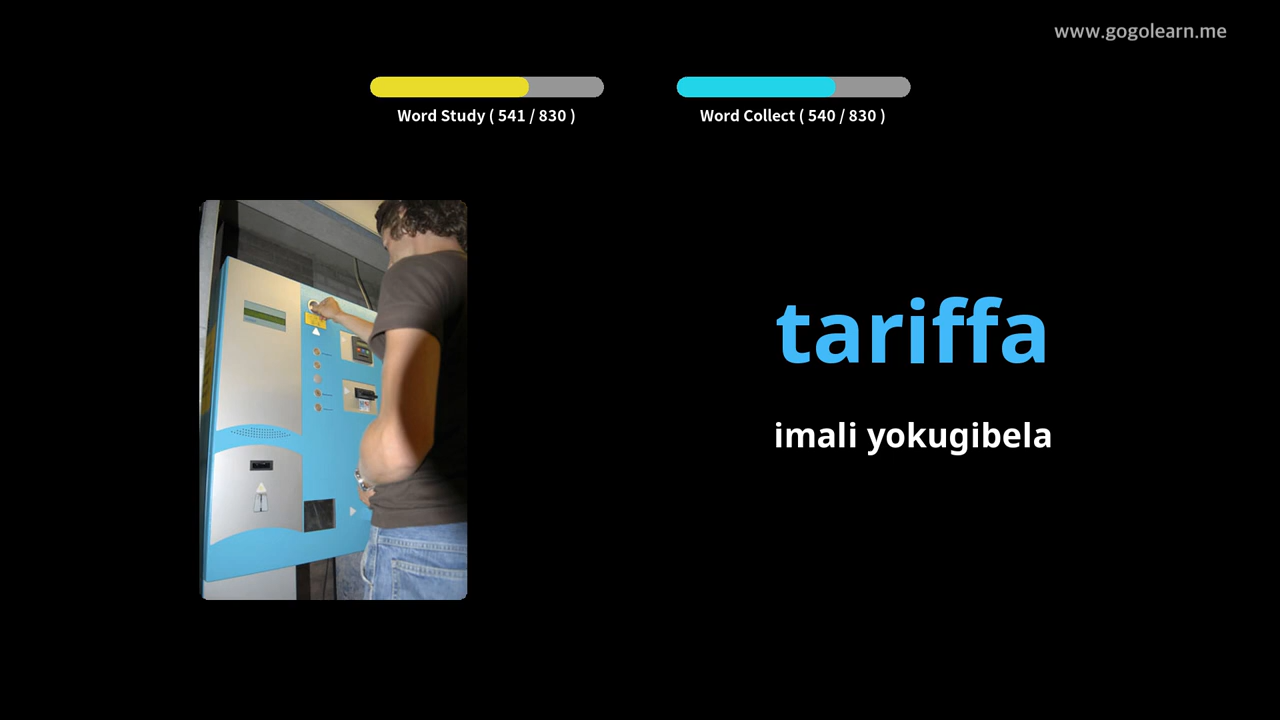 www.gogolearn.me
Word Study ( 541 / 830 )
Word Collect ( 540 / 830 )
tariffa
imali yokugibela